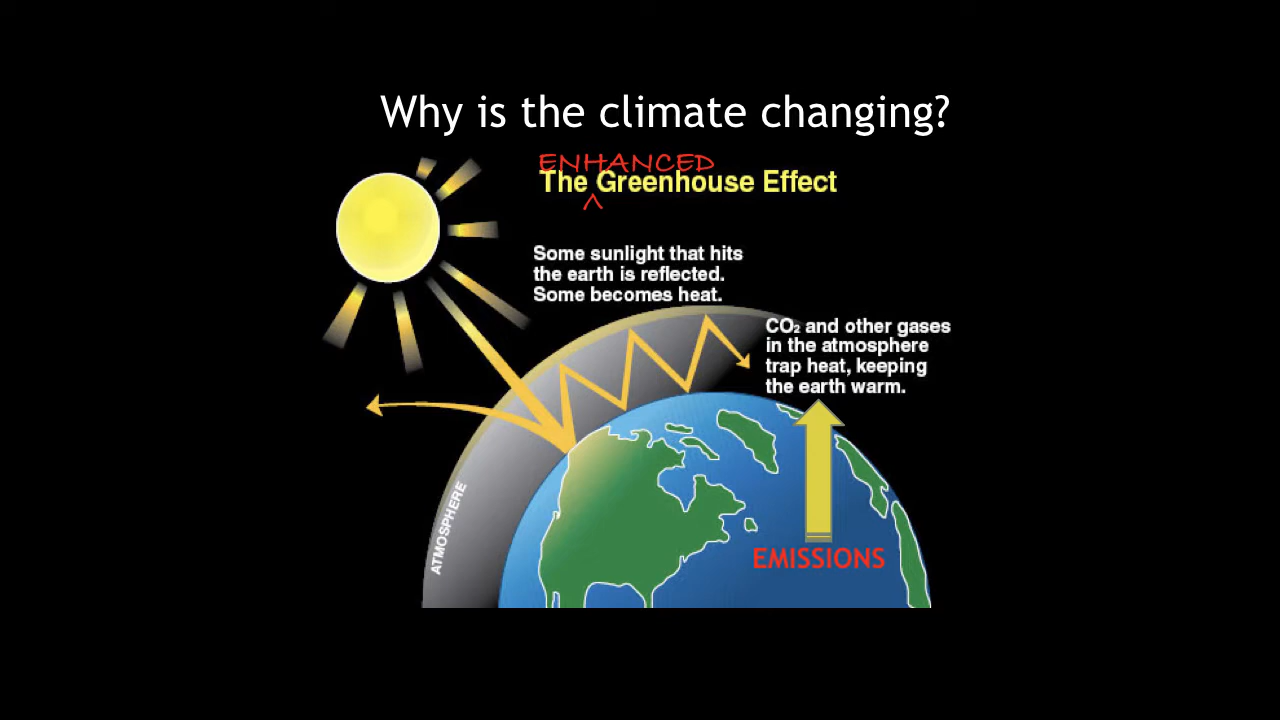 Why is the climate changing?
ENHANCED
The Greenhouse Effect
^
Some sunlight that hits
the earth is reflected.
Some becomes heat.
CO₂ and other gases
in the atmosphere
trap heat, keeping
the earth warm.
ATMOSPHERE
EMISSIONS